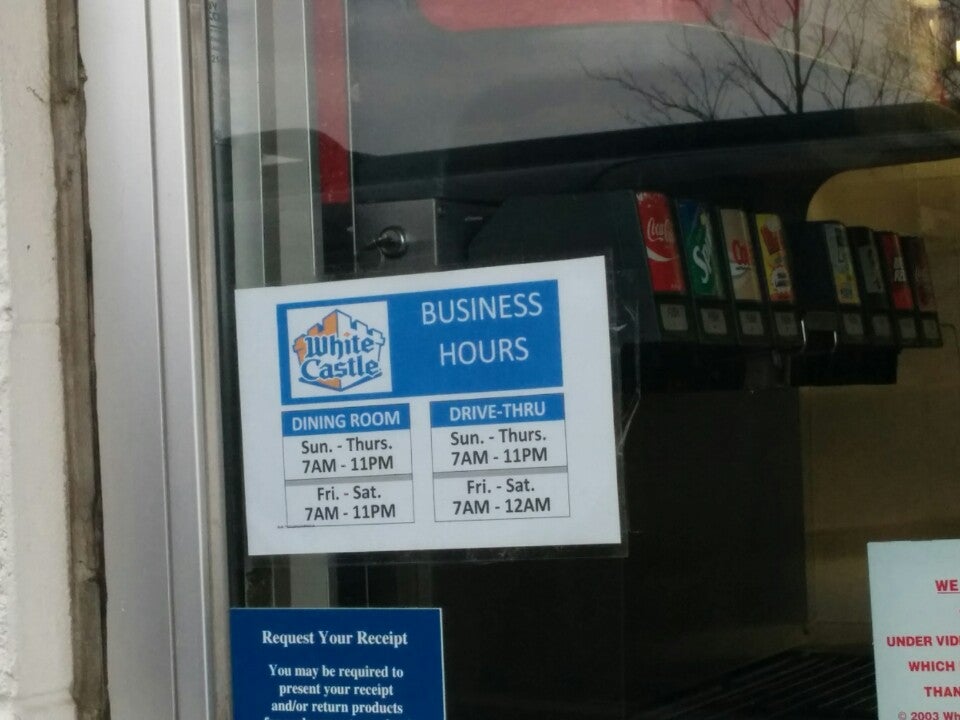 White
Castle
BUSINESS
HOURS
DINING ROOM
Sun. - Thurs.
7AM - 11PM
Fri. - Sat.
7AM - 11PM
DRIVE-THRU
Sun. - Thurs.
7AM - 11PM
Fri. - Sat.
7AM - 12AM
Request Your Receipt
You may be required to
present your receipt
and/or return products
WE
UNDER VID
WHICH
THAN
© 2003 Wh